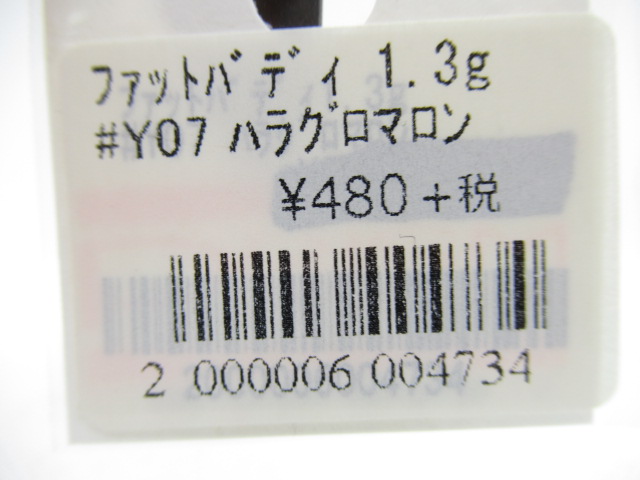 ファットバディ 1.3g
#Y07 ハラグロマロン
¥480+税
2 000006 004734